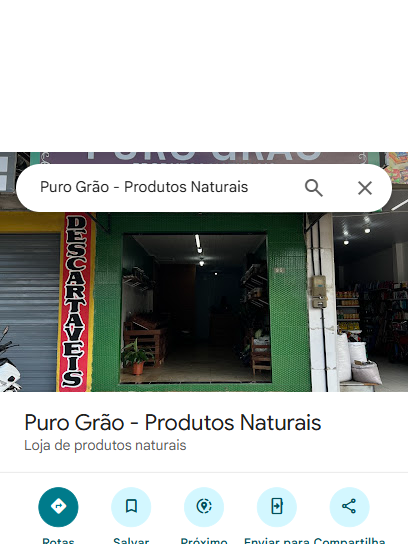 PURO GRÃO
Puro Grão - Produtos Naturais
DESCARTÁVEIS
Puro Grão - Produtos Naturais
Loja de produtos naturais
Rotas
Salvar
Próximo
Enviar para
Compartilha